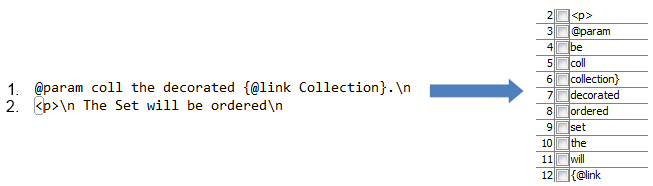 1. @param coll the decorated {@link Collection}.\n
2. <p>\n The Set will be ordered\n
2 <p>
3 @param
4 be
5 coll
6 collection}
7 decorated
8 ordered
9 set
10 the
11 will
12 {@link